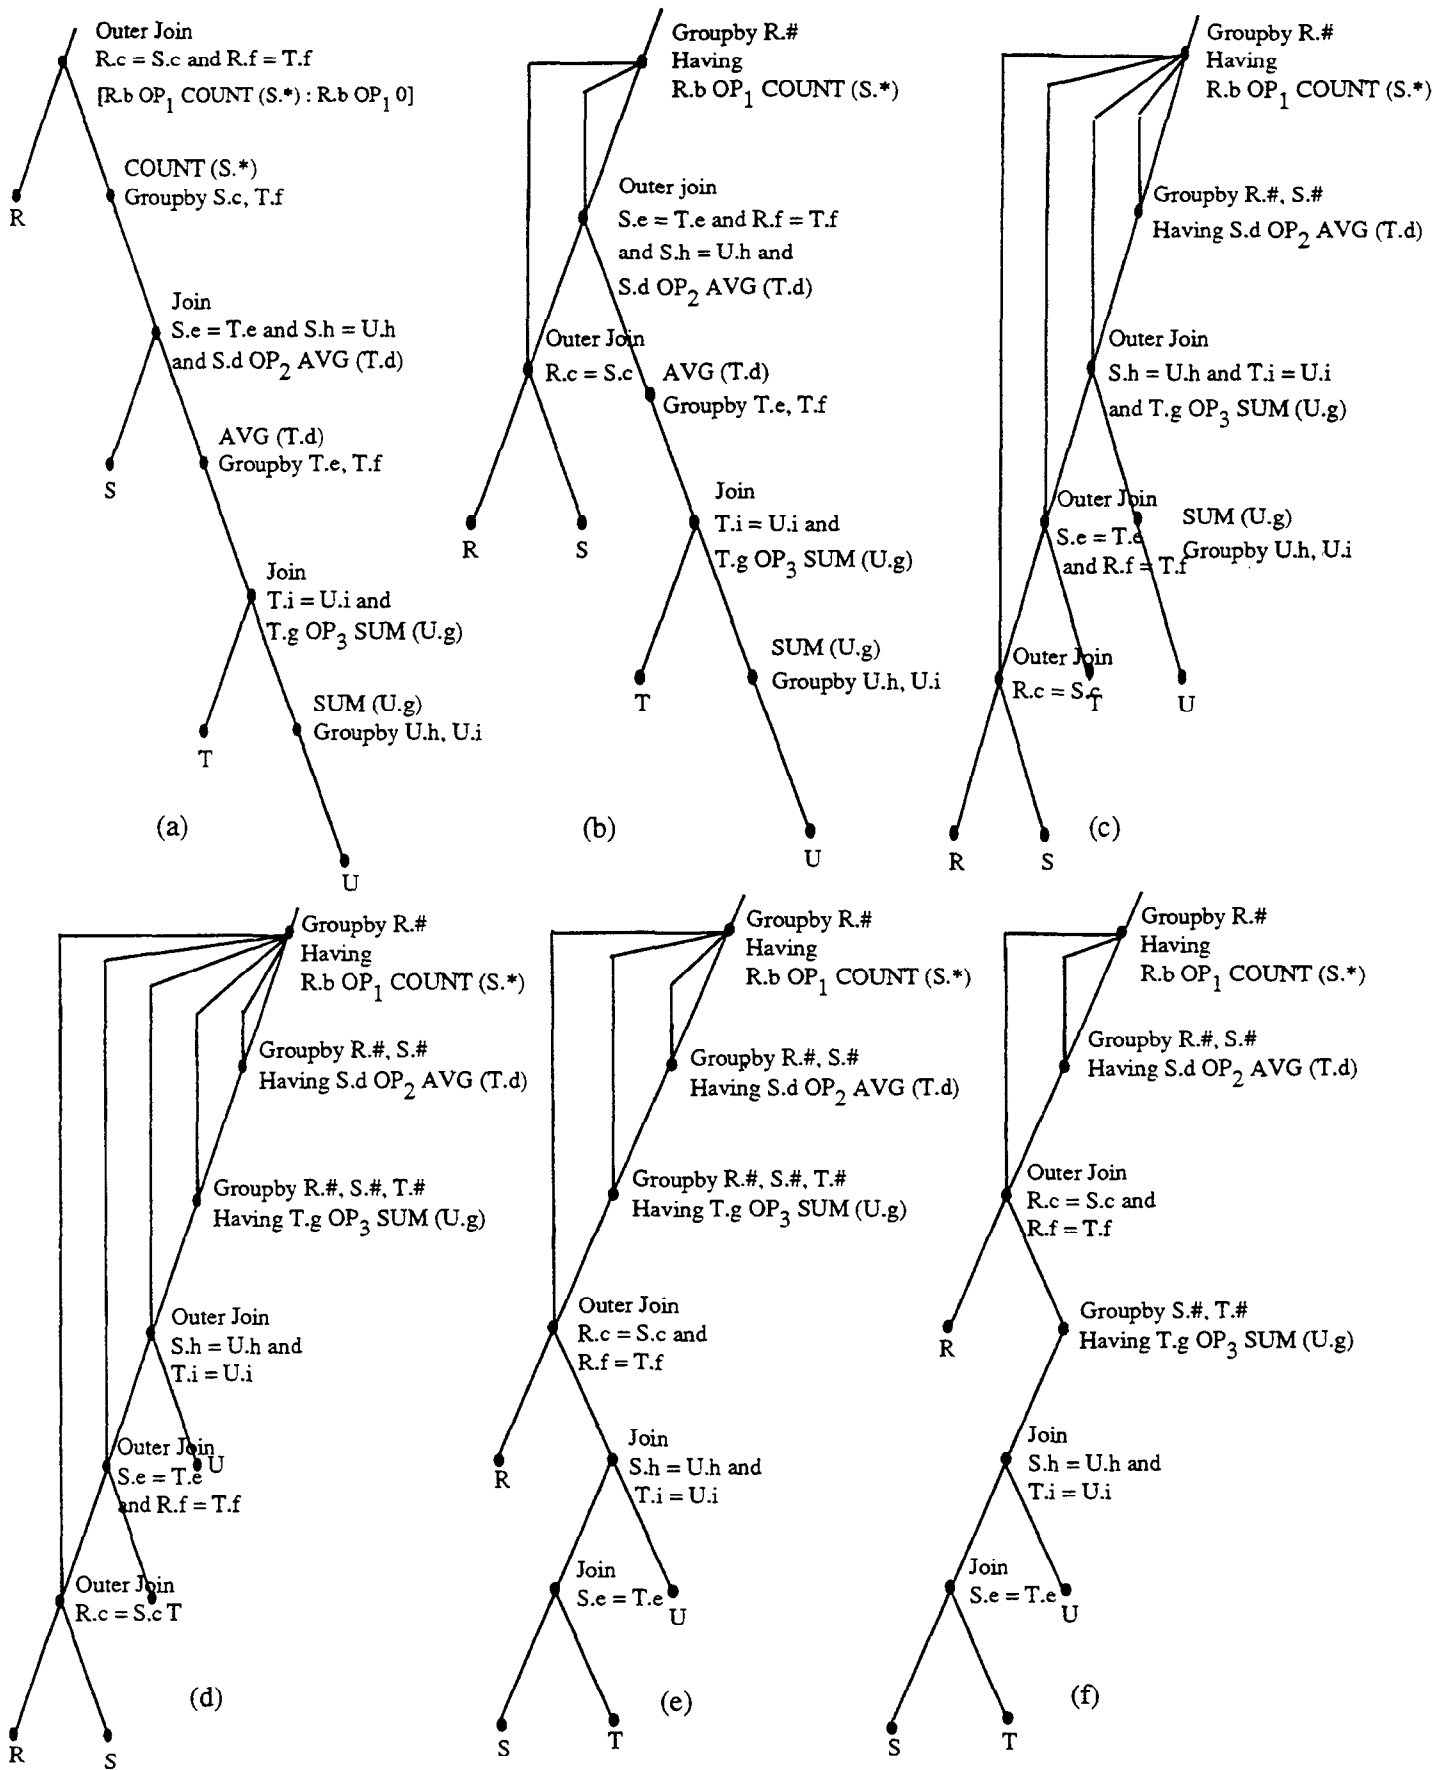 Outer Join
R.c = S.c and R.f = T.f
[R.b OP1 COUNT (S.*) : R.b OP1 0]
R
COUNT (S.*)
Groupby S.c, T.f
Join
S.e = T.e and S.h = U.h
and S.d OP2 AVG (T.d)
S
AVG (T.d)
Groupby T.e, T.f
Join
T.i = U.i and
T.g OP3 SUM (U.g)
T
SUM (U.g)
Groupby U.h, U.i
U
(a)
Groupby R.#
Having
R.b OP1 COUNT (S.*)
Outer join
S.e = T.e and R.f = T.f
and S.h = U.h and
S.d OP2 AVG (T.d)
Outer Join
R.c = S.c
R
S
AVG (T.d)
Groupby T.e, T.f
Join
T.i = U.i and
T.g OP3 SUM (U.g)
T
SUM (U.g)
Groupby U.h, U.i
U
(b)
Groupby R.#
Having
R.b OP1 COUNT (S.*)
Groupby R.#, S.#
Having S.d OP2 AVG (T.d)
Outer Join
S.h = U.h and T.i = U.i
and T.g OP3 SUM (U.g)
Outer Join
S.e = T.e
and R.f = T.f
SUM (U.g)
Groupby U.h, U.i
Outer Join
R.c = S.c
T
U
R
S
(c)
Groupby R.#
Having
R.b OP1 COUNT (S.*)
Groupby R.#, S.#
Having S.d OP2 AVG (T.d)
Groupby R.#, S.#, T.#
Having T.g OP3 SUM (U.g)
Outer Join
S.h = U.h and
T.i = U.i
Outer Join
S.e = T.e
and R.f = T.f
U
Outer Join
R.c = S.c
T
R
S
(d)
Groupby R.#
Having
R.b OP1 COUNT (S.*)
Groupby R.#, S.#
Having S.d OP2 AVG (T.d)
Groupby R.#, S.#, T.#
Having T.g OP3 SUM (U.g)
Outer Join
R.c = S.c and
R.f = T.f
R
Join
S.h = U.h and
T.i = U.i
Join
S.e = T.e
U
S
T
(e)
Groupby R.#
Having
R.b OP1 COUNT (S.*)
Groupby R.#, S.#
Having S.d OP2 AVG (T.d)
Outer Join
R.c = S.c and
R.f = T.f
R
Groupby S.#, T.#
Having T.g OP3 SUM (U.g)
Join
S.h = U.h and
T.i = U.i
Join
S.e = T.e
U
S
T
(f)